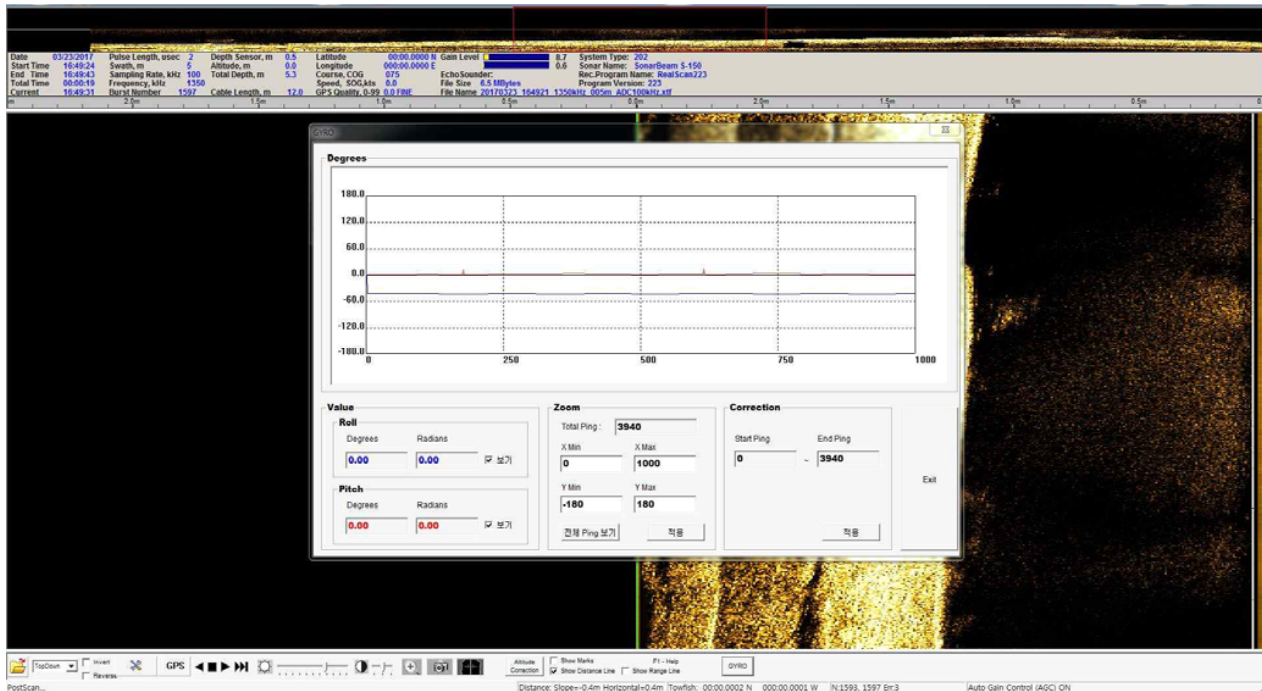 Date 03/23/2017 Pulse Length, usec 2 Depth Sensor, m 0.5 Latitude 00:00.0000 N Gain Level 8.7 System Type: 202
Start Time 16:49:24 Swath, m 5 Altitude, m 0.0 Longitude 000:00.0000 E 0.6 Sonar Name: SonarBeam S-150
End Time 16:49:43 Sampling Rate, kHz 100 Total Depth, m 5.3 Course, COG 075 EchoSounder: Rec.Program Name: RealScan223
Total Time 00:00:19 Frequency, kHz 1350 Speed, SOG,kts 0.0 File Size 6.5 MBytes Program Version: 223
Current 16:49:31 Burst Number 1597 Cable Length, m 12.0 GPS Quality, 0-99 0.0 FINE File Name 20170323_164921_1350kHz_005m_ADC100kHz.xtf
m 2.0m 1.5m 1.0m 0.5m 0.0m 2.0m 1.5m 1.0m 0.5m
GYRO
Degrees
180.0
120.0
60.0
0.0
-60.0
-120.0
-180.0
0 250 500 750 1000
Value
Roll
Degrees Radians
0.00 0.00 보기
Pitch
Degrees Radians
0.00 0.00 보기
Zoom
Total Ping : 3940
X Min X Max
0 1000
Y Min Y Max
-180 180
전체 Ping 보기 적용
Correction
Start Ping End Ping
0 ~ 3940
적용
Exit
TopDown Invert Reverse GPS Altitude Correction Show Marks F1 - Help Show Distance Line Show Range Line GYRO
PostScan... Distance: Slope=-0.4m Horizontal=0.4m Towfish: 00:00.0002 N 000:00.0001 W N:1593, 1597 Err:3 Auto Gain Control (AGC) ON